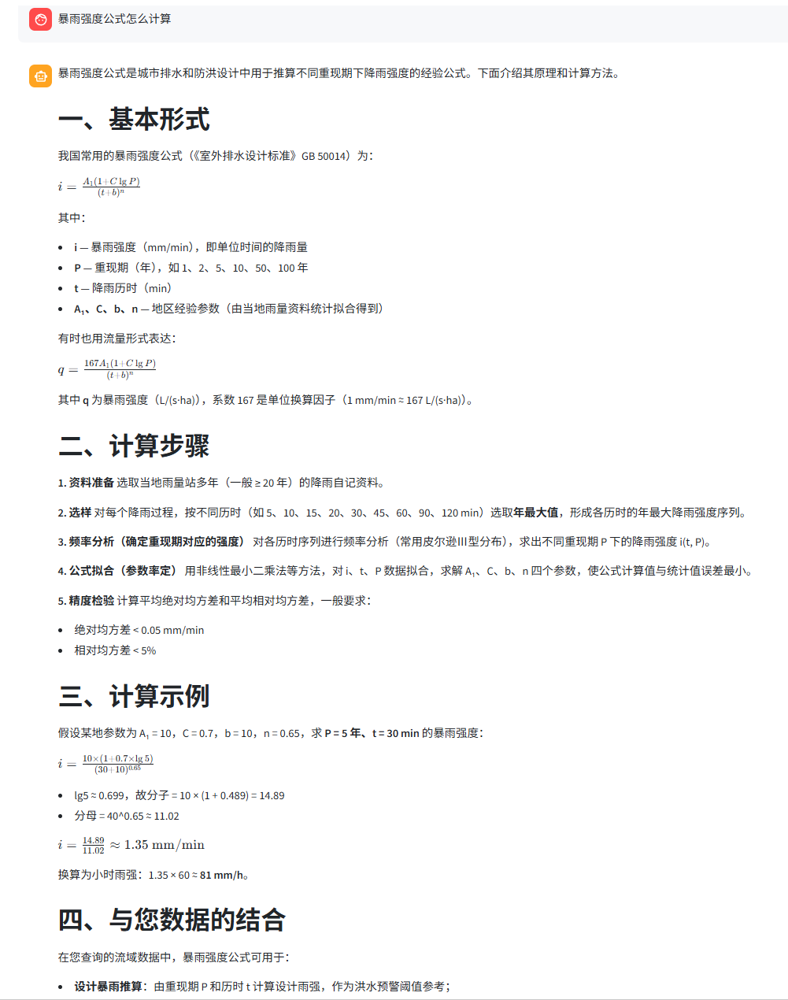 暴雨强度公式怎么计算
暴雨强度公式是城市排水和防洪设计中用于推算不同重现期下降雨强度的经验公式。下面介绍其原理和计算方法。
一、基本形式
我国常用的暴雨强度公式（《室外排水设计标准》GB 50014）为：
i = A₁(1+C lg P) / (t+b)ⁿ
其中：
• i — 暴雨强度（mm/min），即单位时间的降雨量
• P — 重现期（年），如 1、2、5、10、50、100 年
• t — 降雨历时（min）
• A₁、C、b、n — 地区经验参数（由当地雨量资料统计拟合得到）
有时也用流量形式表达：
q = 167A₁(1+C lg P) / (t+b)ⁿ
其中 q 为暴雨强度（L/(s·ha)），系数 167 是单位换算因子（1 mm/min ≈ 167 L/(s·ha)）。
二、计算步骤
1. 资料准备 选取当地雨量站多年（一般 ≥ 20 年）的降雨自记资料。
2. 选样 对每个降雨过程，按不同历时（如 5、10、15、20、30、45、60、90、120 min）选取年最大值，形成各历时的年最大降雨强度序列。
3. 频率分析（确定重现期对应的强度） 对各历时序列进行频率分析（常用皮尔逊Ⅲ型分布），求出不同重现期 P 下的降雨强度 i(t, P)。
4. 公式拟合（参数率定） 用非线性最小二乘法等方法，对 i、t、P 数据拟合，求解 A₁、C、b、n 四个参数，使公式计算值与统计值误差最小。
5. 精度检验 计算平均绝对均方差和平均相对均方差，一般要求：
• 绝对均方差 < 0.05 mm/min
• 相对均方差 < 5%
三、计算示例
假设某地参数为 A₁ = 10，C = 0.7，b = 10，n = 0.65，求 P = 5 年、t = 30 min 的暴雨强度：
i = 10×(1+0.7×lg 5) / (30+10)^0.65
• lg5 ≈ 0.699，故分子 = 10 × (1 + 0.489) = 14.89
• 分母 = 40^0.65 ≈ 11.02
i = 14.89 / 11.02 ≈ 1.35 mm/min
换算为小时雨强：1.35 × 60 ≈ 81 mm/h。
四、与您数据的结合
在您查询的流域数据中，暴雨强度公式可用于：
• 设计暴雨推算：由重现期 P 和历时 t 计算设计雨强，作为洪水预警阈值参考；